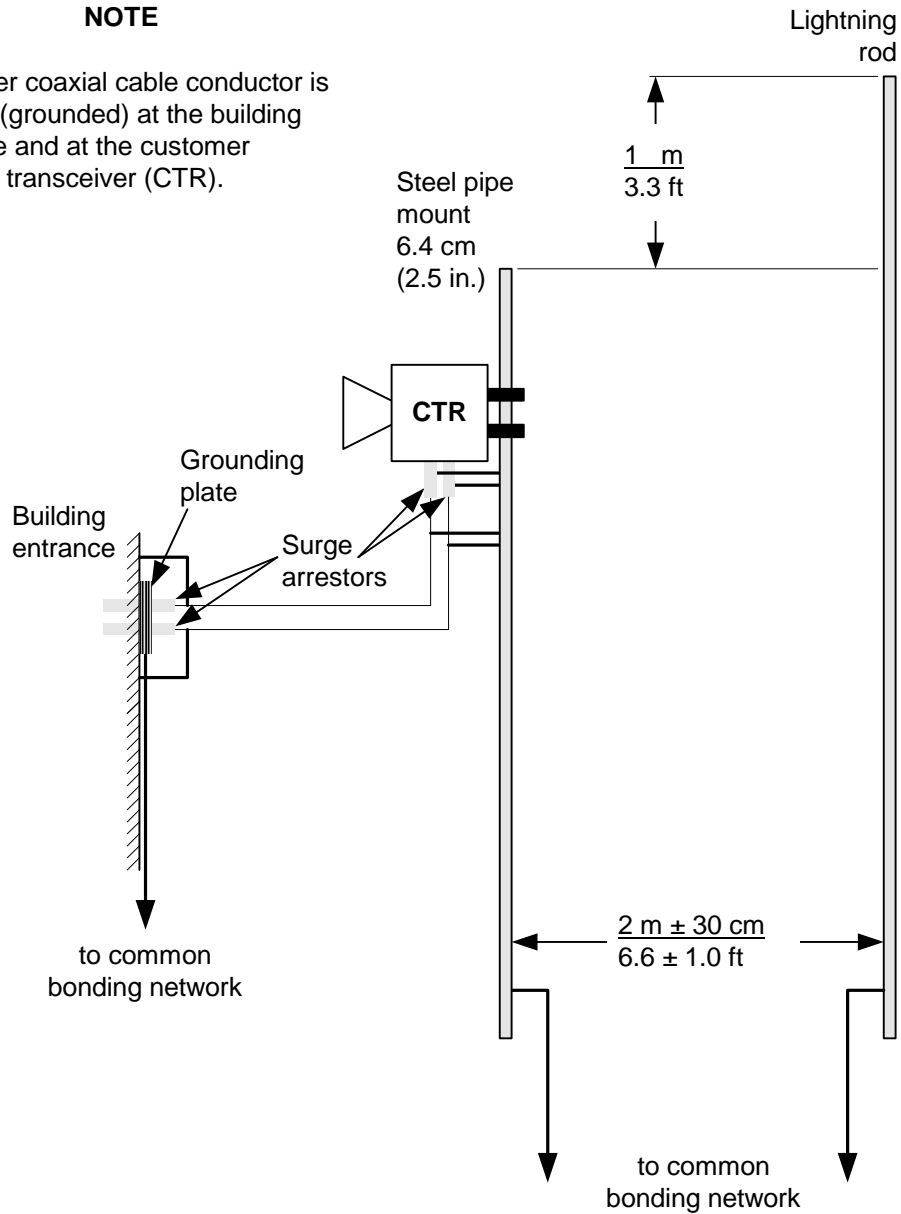 NOTE
er coaxial cable conductor is
(grounded) at the building
e and at the customer
transceiver (CTR).
Lightning
rod
1 m
3.3 ft
Steel pipe
mount
6.4 cm
(2.5 in.)
CTR
Grounding
plate
Building
entrance
Surge
arrestors
2 m ± 30 cm
6.6 ± 1.0 ft
to common
bonding network
to common
bonding network